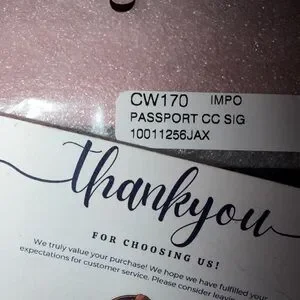 CW170 IMPO
PASSPORT CC SIG
10011256JAX
thankyou
FOR CHOOSING US!
We truly value your purchase! We hope we have fulfilled your
expectations for customer service. Please consider leaving